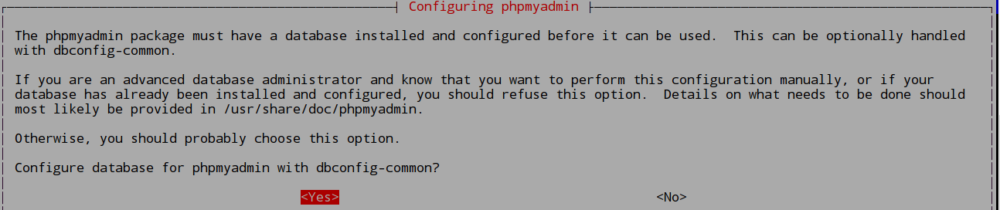 Configuring phpmyadmin
The phpmyadmin package must have a database installed and configured before it can be used.  This can be optionally handled
with dbconfig-common.
If you are an advanced database administrator and know that you want to perform this configuration manually, or if your
database has already been installed and configured, you should refuse this option.  Details on what needs to be done should
most likely be provided in /usr/share/doc/phpmyadmin.
Otherwise, you should probably choose this option.
Configure database for phpmyadmin with dbconfig-common?
<Yes> <No>